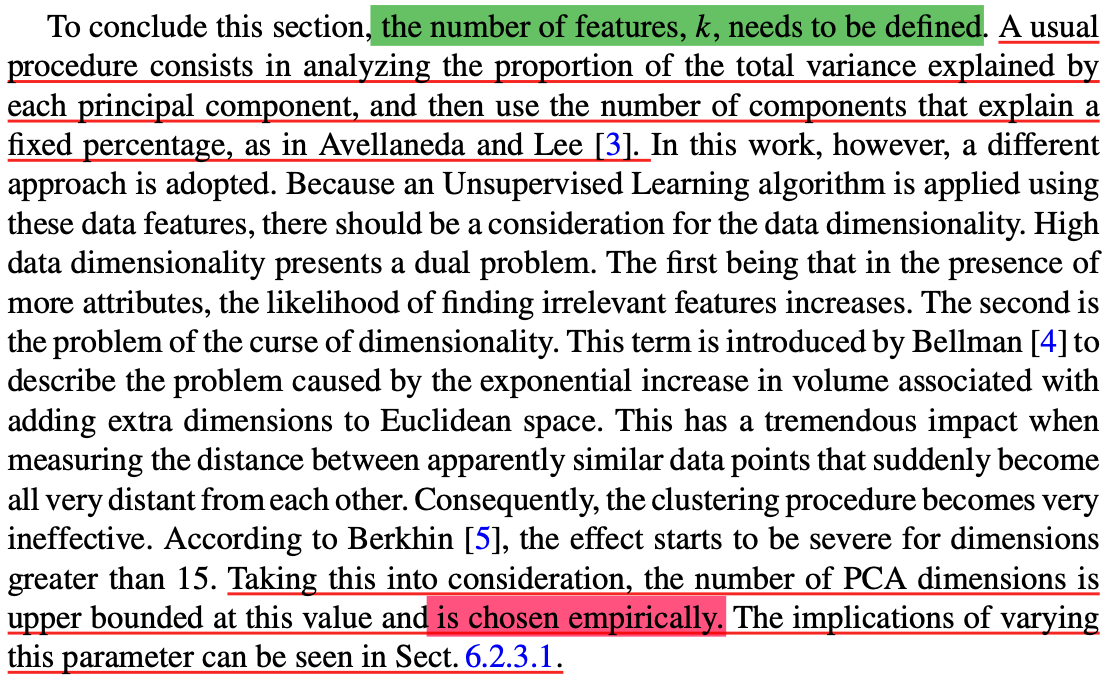 To conclude this section, the number of features, k, needs to be defined. A usual
procedure consists in analyzing the proportion of the total variance explained by
each principal component, and then use the number of components that explain a
fixed percentage, as in Avellaneda and Lee [3]. In this work, however, a different
approach is adopted. Because an Unsupervised Learning algorithm is applied using
these data features, there should be a consideration for the data dimensionality. High
data dimensionality presents a dual problem. The first being that in the presence of
more attributes, the likelihood of finding irrelevant features increases. The second is
the problem of the curse of dimensionality. This term is introduced by Bellman [4] to
describe the problem caused by the exponential increase in volume associated with
adding extra dimensions to Euclidean space. This has a tremendous impact when
measuring the distance between apparently similar data points that suddenly become
all very distant from each other. Consequently, the clustering procedure becomes very
ineffective. According to Berkhin [5], the effect starts to be severe for dimensions
greater than 15. Taking this into consideration, the number of PCA dimensions is
upper bounded at this value and is chosen empirically. The implications of varying
this parameter can be seen in Sect. 6.2.3.1.